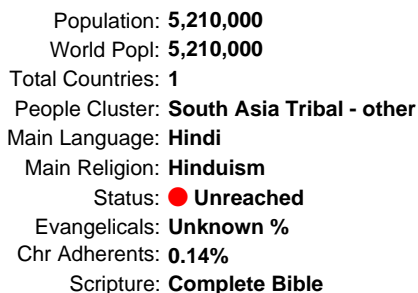 Population: 5,210,000
World Popl: 5,210,000
Total Countries: 1
People Cluster: South Asia Tribal - other
Main Language: Hindi
Main Religion: Hinduism
Status: Unreached
Evangelicals: Unknown %
Chr Adherents: 0.14%
Scripture: Complete Bible